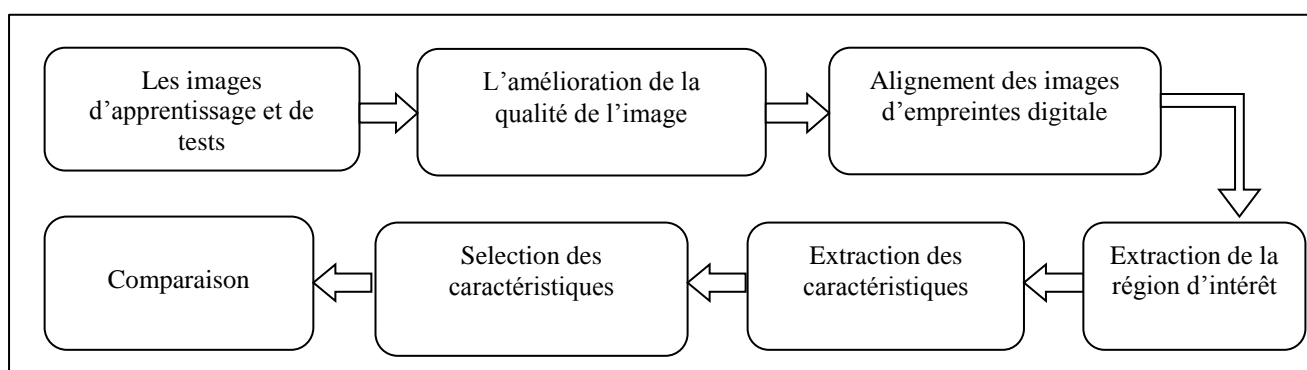 Les images
d’apprentissage et de
tests
L’amélioration de la
qualité de l’image
Alignement des images
d’empreintes digitale
Extraction de la
région d’intérêt
Extraction des
caractéristiques
Selection des
caractéristiques
Comparaison